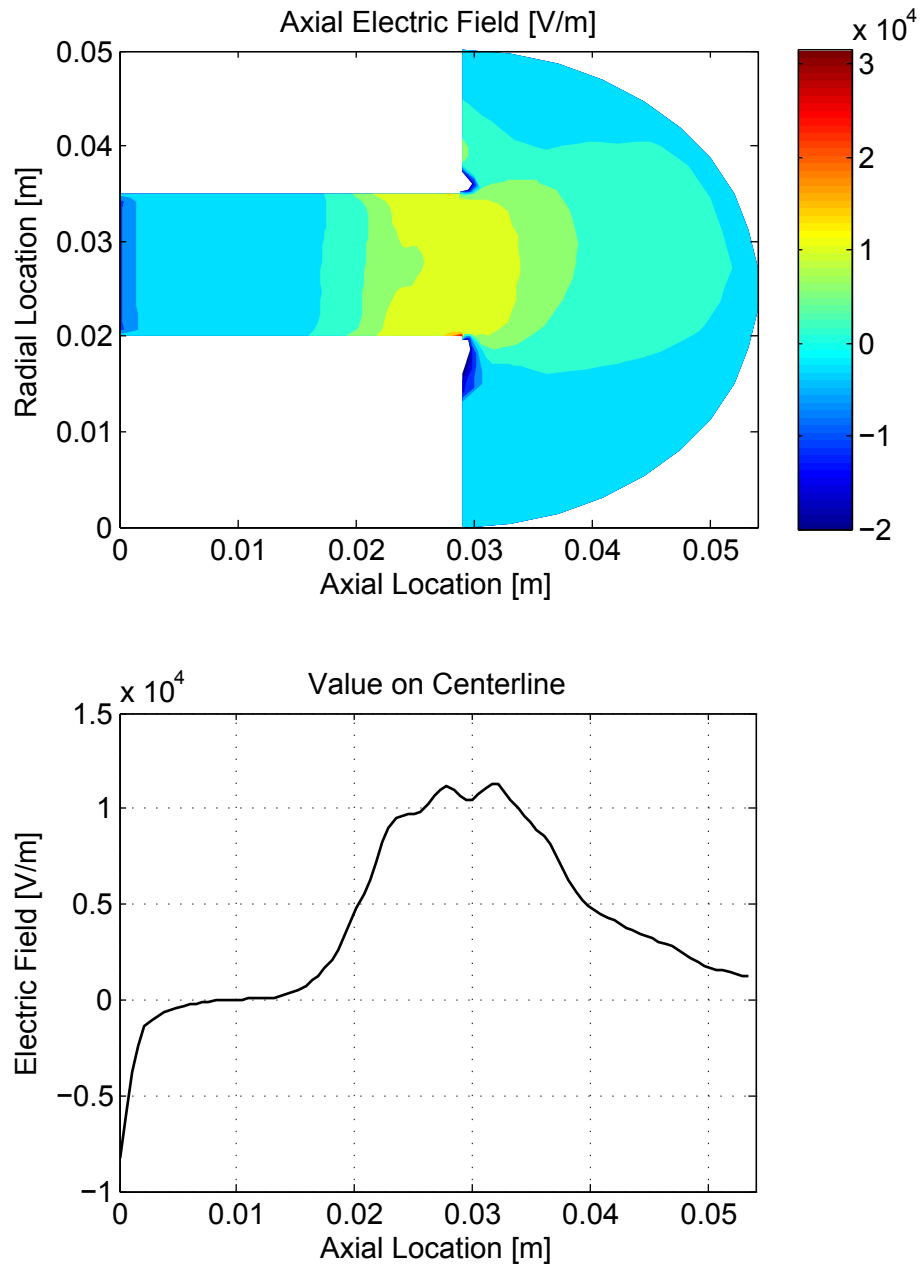 Axial Electric Field [V/m]
x 10^4
0.05
0.04
0.03
0.02
0.01
0
Radial Location [m]
0 0.01 0.02 0.03 0.04 0.05
Axial Location [m]
3
2
1
0
−1
−2
Value on Centerline
x 10^4
1.5
1
0.5
0
−0.5
−1
Electric Field [V/m]
0 0.01 0.02 0.03 0.04 0.05
Axial Location [m]